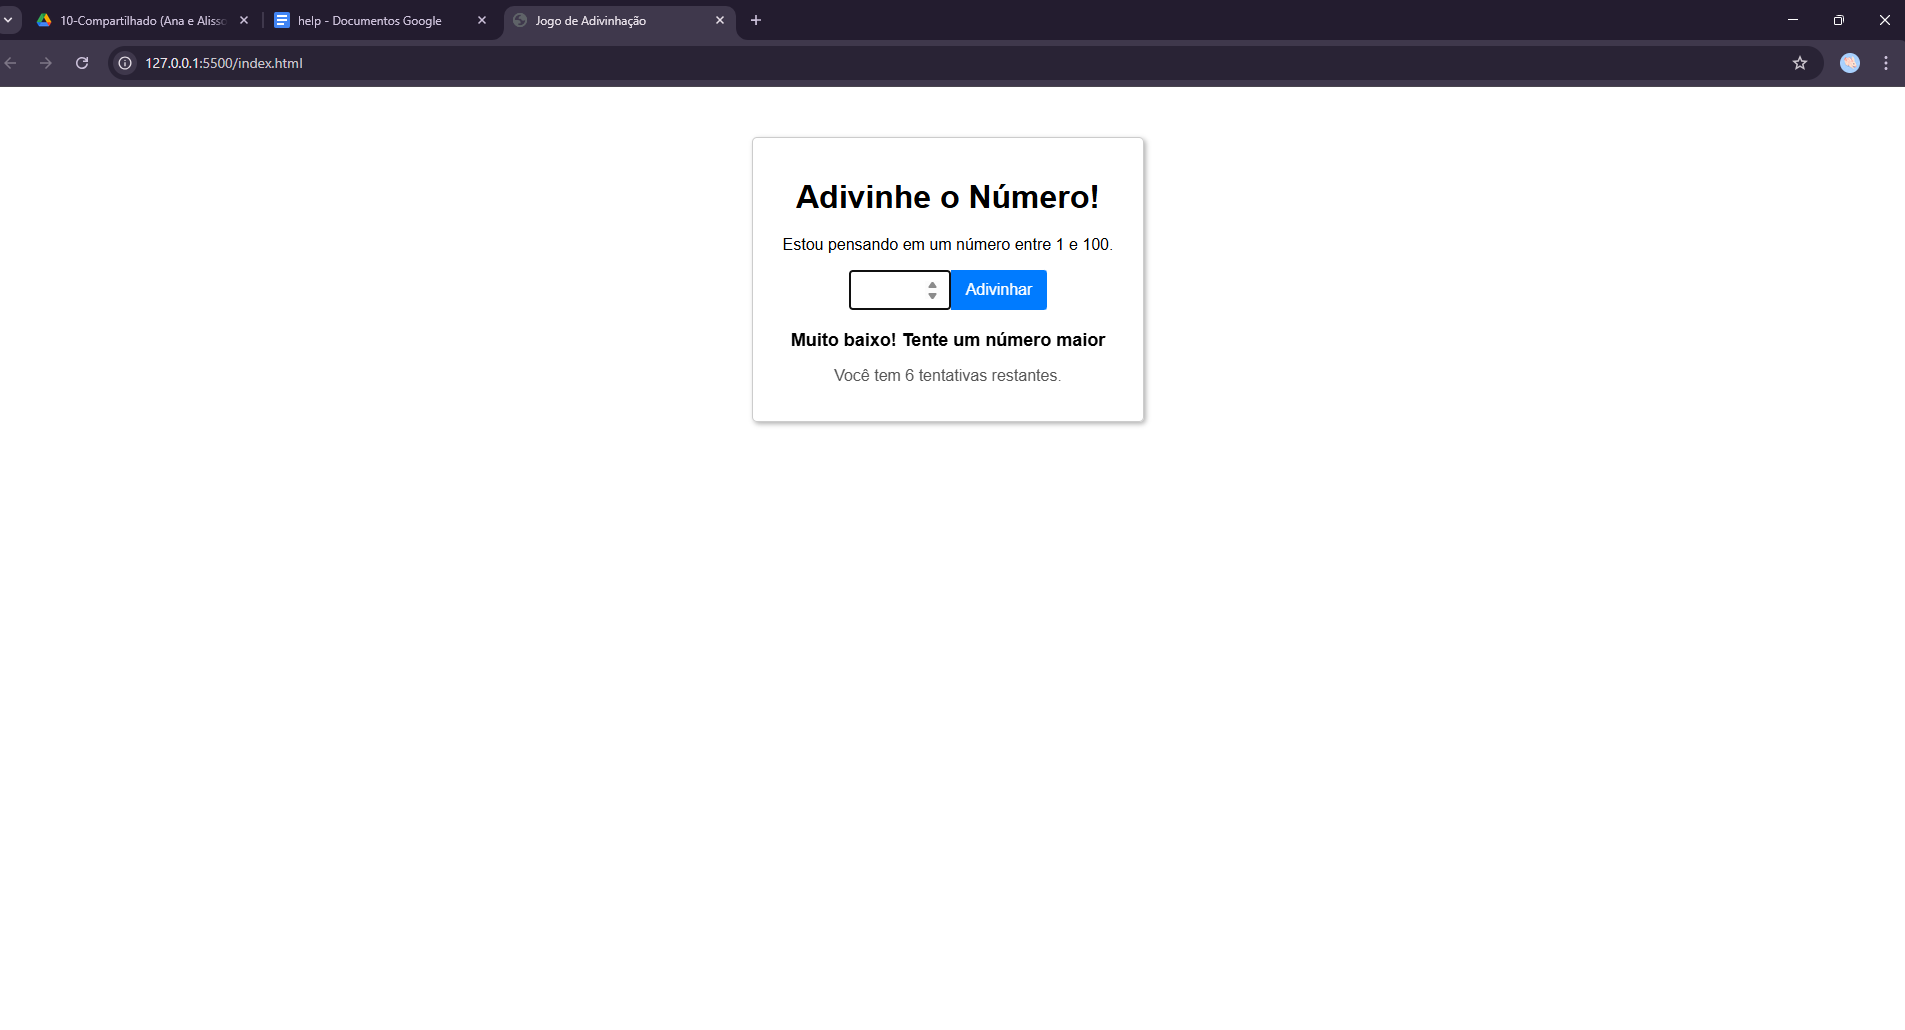 10-Compartilhado (Ana e Alisso
help - Documentos Google
Jogo de Adivinhação
127.0.0.1:5500/index.html
Adivinhe o Número!
Estou pensando em um número entre 1 e 100.
Adivinhar
Muito baixo! Tente um número maior
Você tem 6 tentativas restantes.